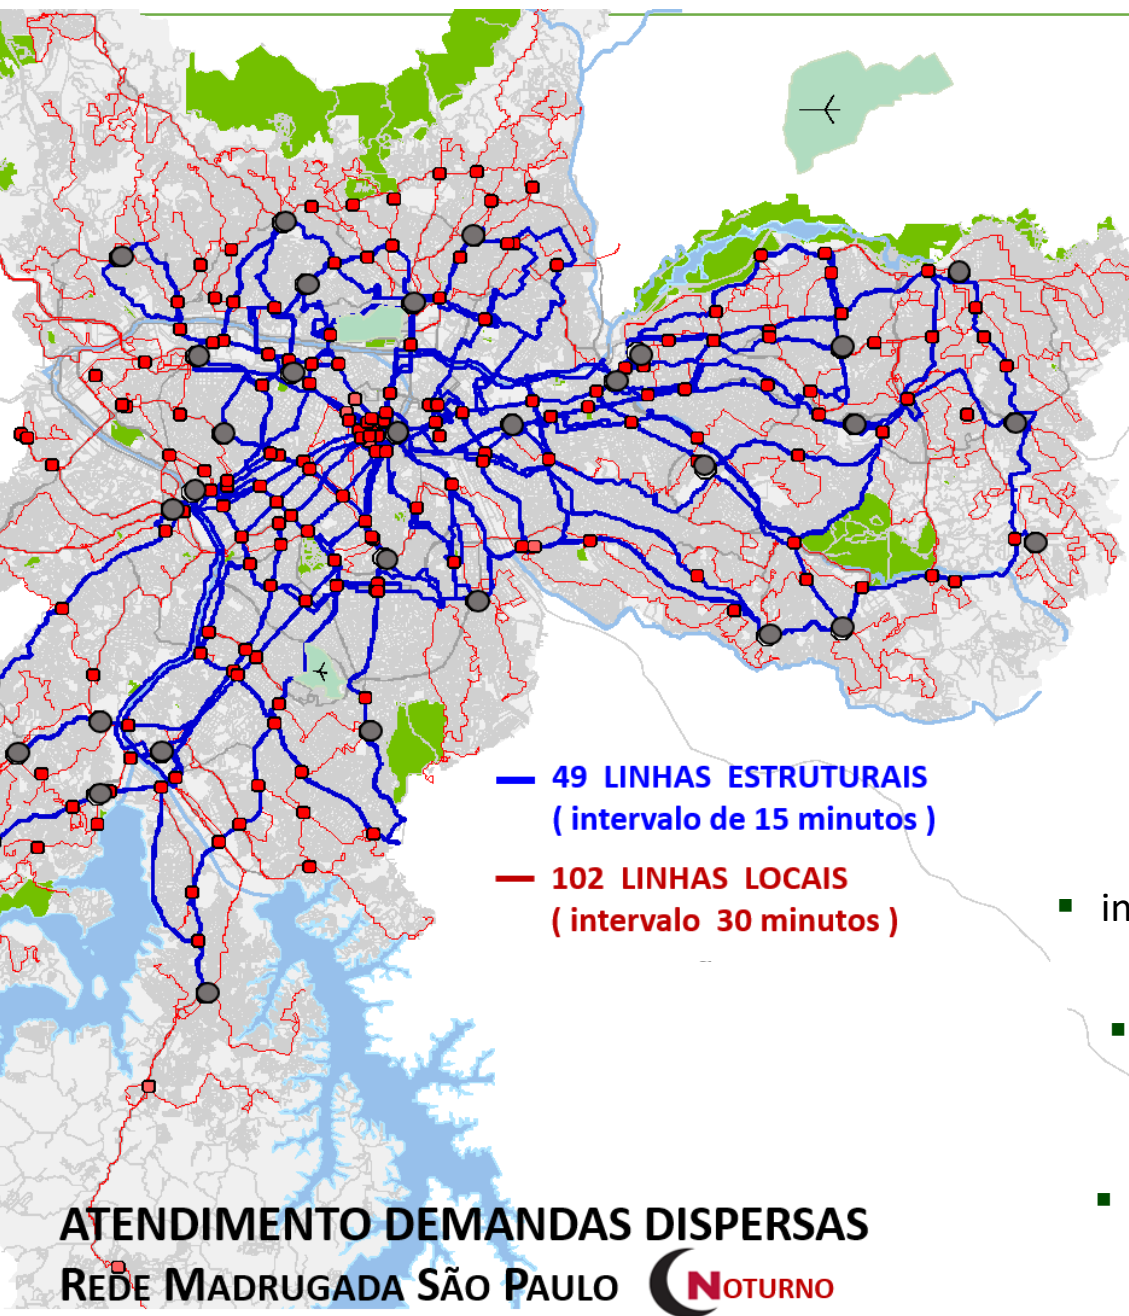 49 LINHAS ESTRUTURAIS
( intervalo de 15 minutos )
102 LINHAS LOCAIS
( intervalo 30 minutos )
in
ATENDIMENTO DEMANDAS DISPERSAS
REDE MADRUGADA SÃO PAULO NOTURNO